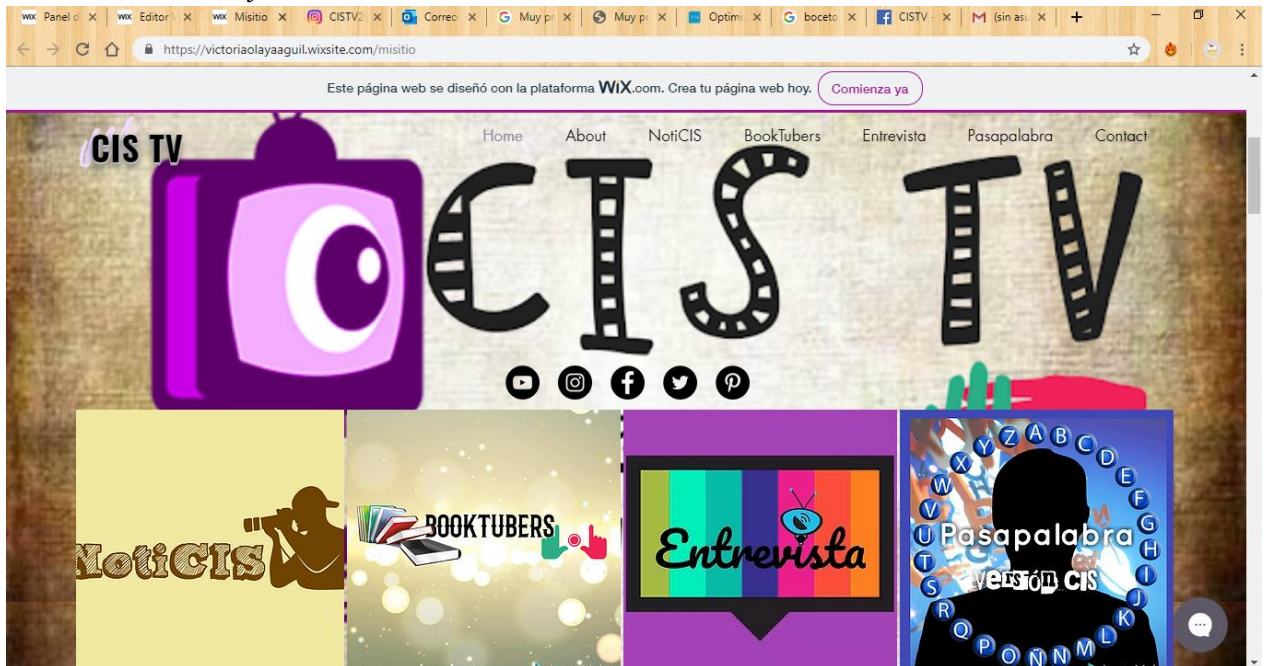 Panel d
Editor
Misitio
CISTV2
Correo
Muy pr
Muy pr
Optimo
boceto
CISTV -
(sin asu
https://victoriaolayaaguil.wixsite.com/misitio
Este página web se diseñó con la plataforma WiX.com. Crea tu página web hoy.
Comienza ya
CIS TV
Home About NotiCIS BookTubers Entrevista Pasapalabra Contact
CIS TV
NotiCIS
BOOKTUBERS
Entrevista
A B C D E F G H I J K L M N Ñ O P Q R S T U V W X Y Z
Pasapalabra
versión CIS